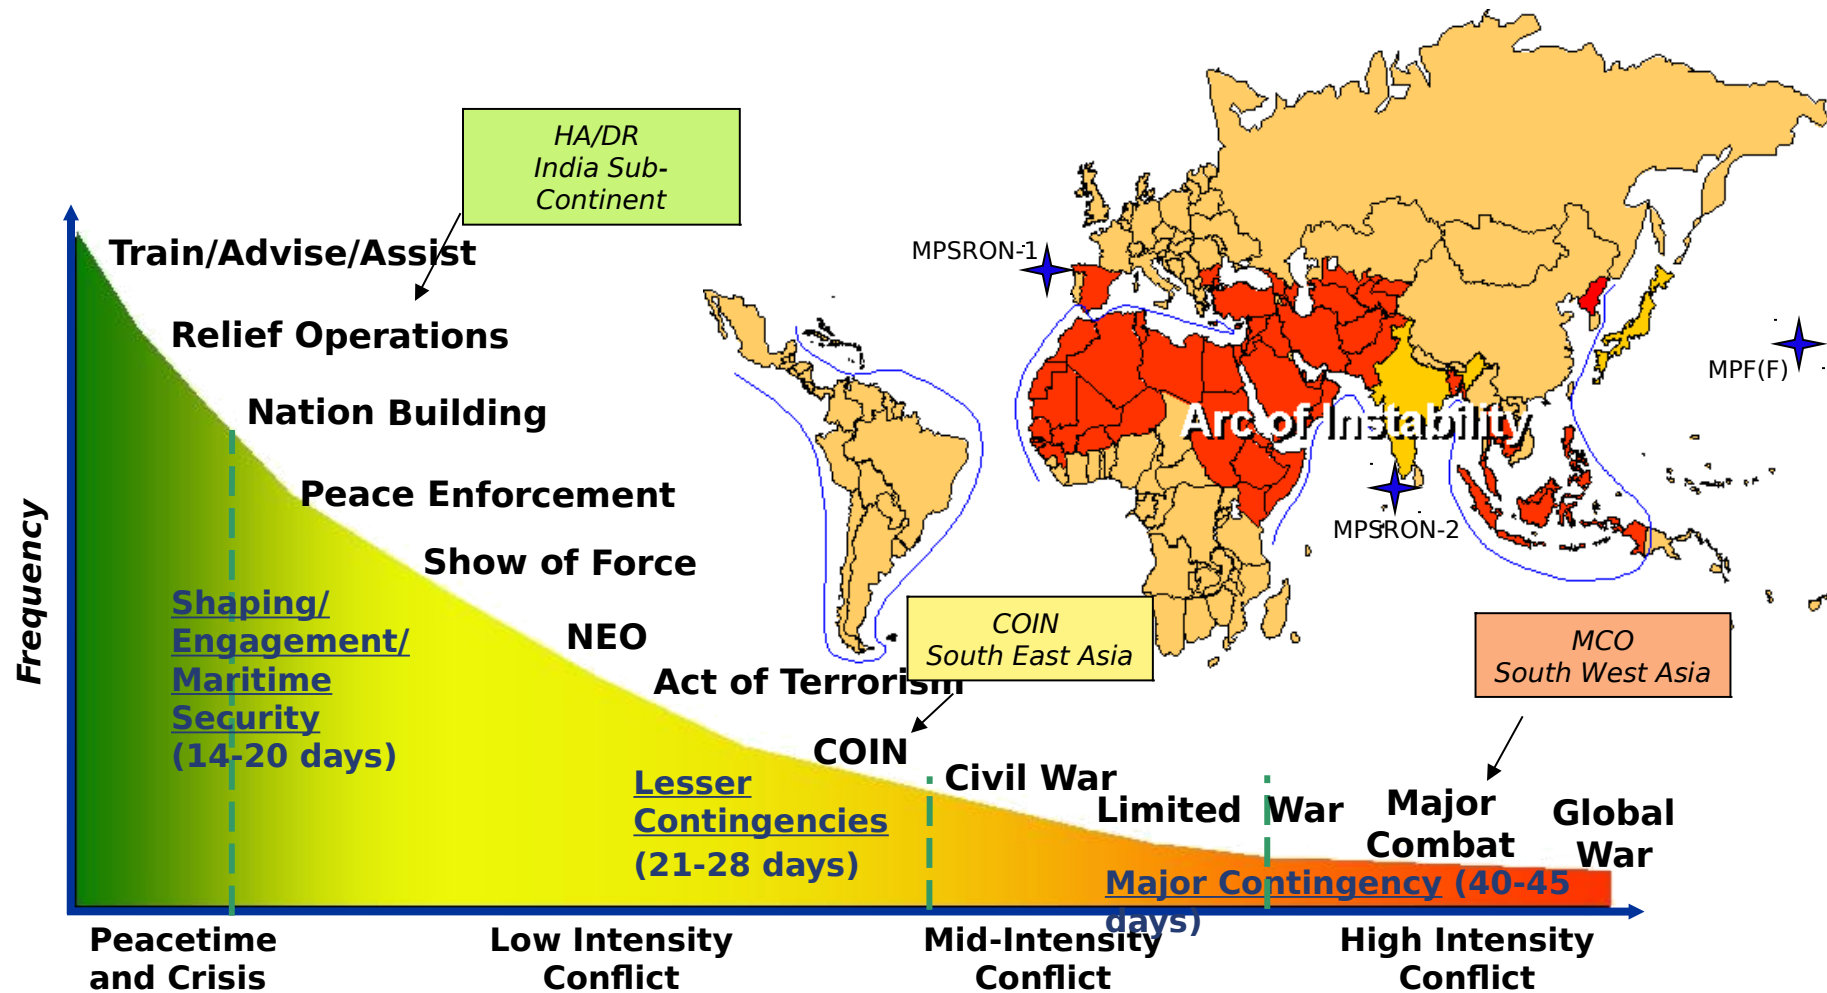 HA/DR
India Sub-
Continent
Train/Advise/Assist
MPSRON-1
Relief Operations
MPF(F)
Nation Building
Arc of Instability
Peace Enforcement
MPSRON-2
Show of Force
Frequency
Shaping/
Engagement/
Maritime
Security
(14-20 days)
NEO
COIN
South East Asia
MCO
South West Asia
Act of Terrorism
COIN
Lesser
Contingencies
(21-28 days)
Civil War
Limited War
Major
Combat
Global
War
Major Contingency (40-45
days)
Peacetime
and Crisis
Low Intensity
Conflict
Mid-Intensity
Conflict
High Intensity
Conflict